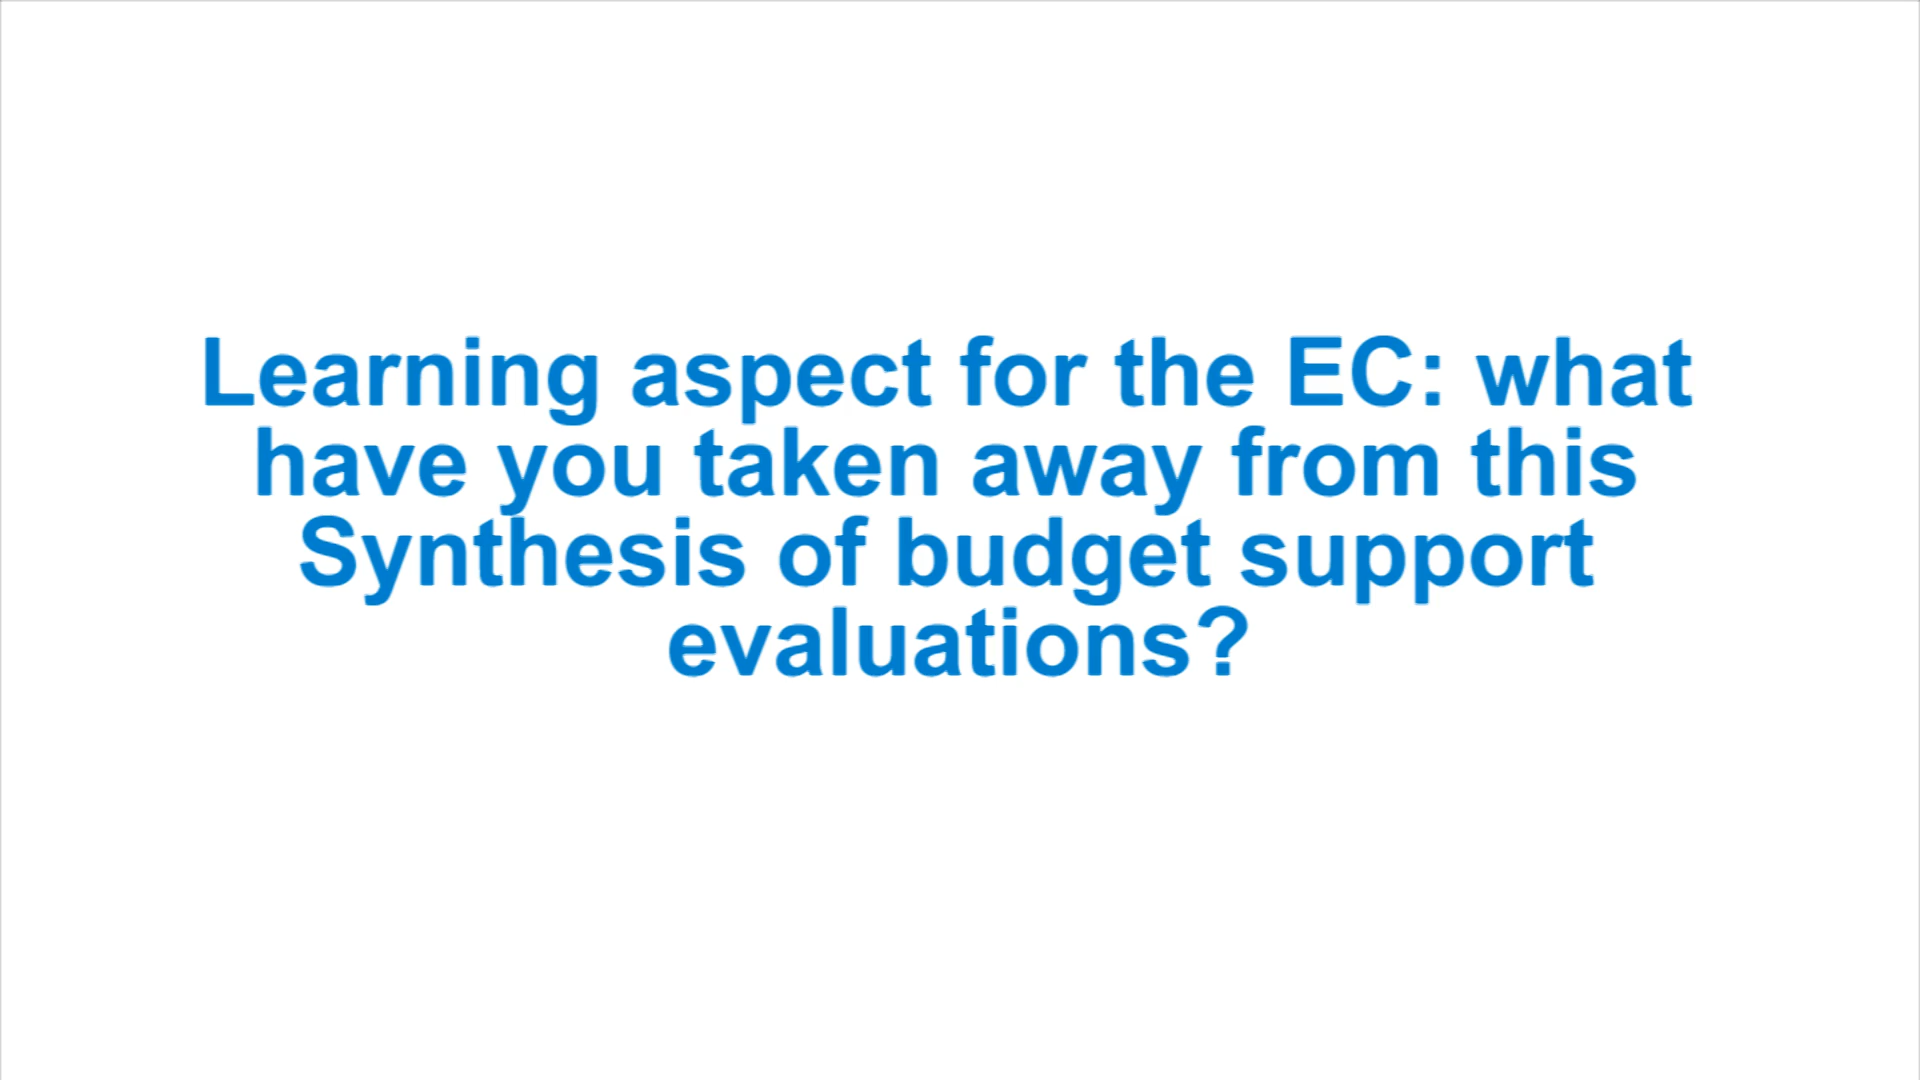 Learning aspect for the EC: what
have you taken away from this
Synthesis of budget support
evaluations?